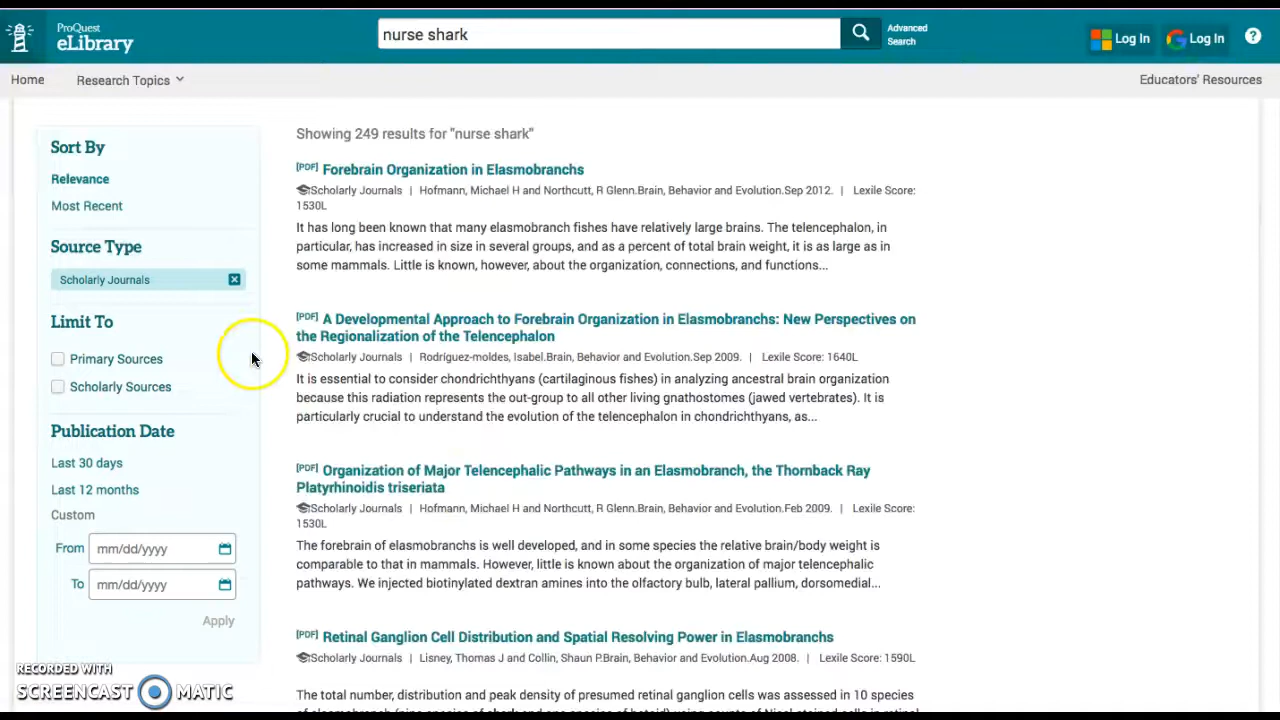 ProQuest
eLibrary
nurse shark
Advanced
Search
Log In
Log In
?
Home
Research Topics
Educators' Resources
Sort By
Relevance
Most Recent
Source Type
Scholarly Journals
Limit To
Primary Sources
Scholarly Sources
Publication Date
Last 30 days
Last 12 months
Custom
From mm/dd/yyyy
To mm/dd/yyyy
Apply
RECORDED WITH
SCREENCAST MATIC
Showing 249 results for "nurse shark"
[PDF] Forebrain Organization in Elasmobranchs
Scholarly Journals | Hofmann, Michael H and Northcutt, R Glenn.Brain, Behavior and Evolution.Sep 2012. | Lexile Score:
1530L
It has long been known that many elasmobranch fishes have relatively large brains. The telencephalon, in
particular, has increased in size in several groups, and as a percent of total brain weight, it is as large as in
some mammals. Little is known, however, about the organization, connections, and functions...
[PDF] A Developmental Approach to Forebrain Organization in Elasmobranchs: New Perspectives on
the Regionalization of the Telencephalon
Scholarly Journals | Rodríguez-moldes, Isabel.Brain, Behavior and Evolution.Sep 2009. | Lexile Score: 1640L
It is essential to consider chondrichthyans (cartilaginous fishes) in analyzing ancestral brain organization
because this radiation represents the out-group to all other living gnathostomes (jawed vertebrates). It is
particularly crucial to understand the evolution of the telencephalon in chondrichthyans, as...
[PDF] Organization of Major Telencephalic Pathways in an Elasmobranch, the Thornback Ray
Platyrhinoidis triseriata
Scholarly Journals | Hofmann, Michael H and Northcutt, R Glenn.Brain, Behavior and Evolution.Feb 2009. | Lexile Score:
1530L
The forebrain of elasmobranchs is well developed, and in some species the relative brain/body weight is
comparable to that in mammals. However, little is known about the organization of major telencephalic
pathways. We injected biotinylated dextran amines into the olfactory bulb, lateral pallium, dorsomedial...
[PDF] Retinal Ganglion Cell Distribution and Spatial Resolving Power in Elasmobranchs
Scholarly Journals | Lisney, Thomas J and Collin, Shaun P.Brain, Behavior and Evolution.Aug 2008. | Lexile Score: 1590L
The total number, distribution and peak density of presumed retinal ganglion cells was assessed in 10 species